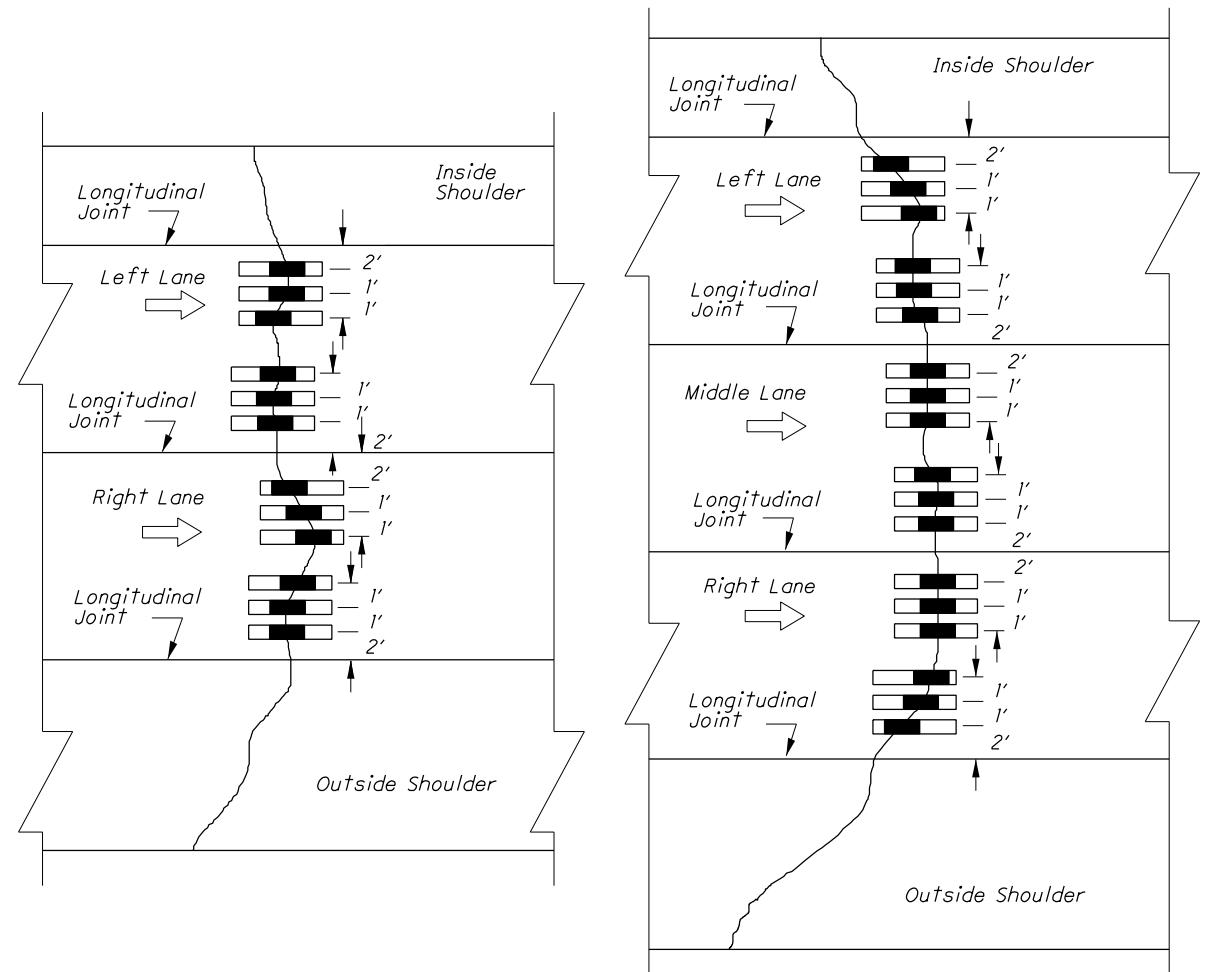 Inside
Shoulder
Longitudinal
Joint
Left Lane
2'
1'
1'
1'
1'
Longitudinal
Joint
2'
2'
Right Lane
1'
1'
Longitudinal
Joint
1'
1'
2'
Outside Shoulder
Inside Shoulder
Longitudinal
Joint
2'
Left Lane
1'
1'
Longitudinal
Joint
1'
1'
2'
2'
Middle Lane
1'
1'
Longitudinal
Joint
1'
1'
2'
2'
Right Lane
1'
1'
Longitudinal
Joint
1'
1'
2'
Outside Shoulder